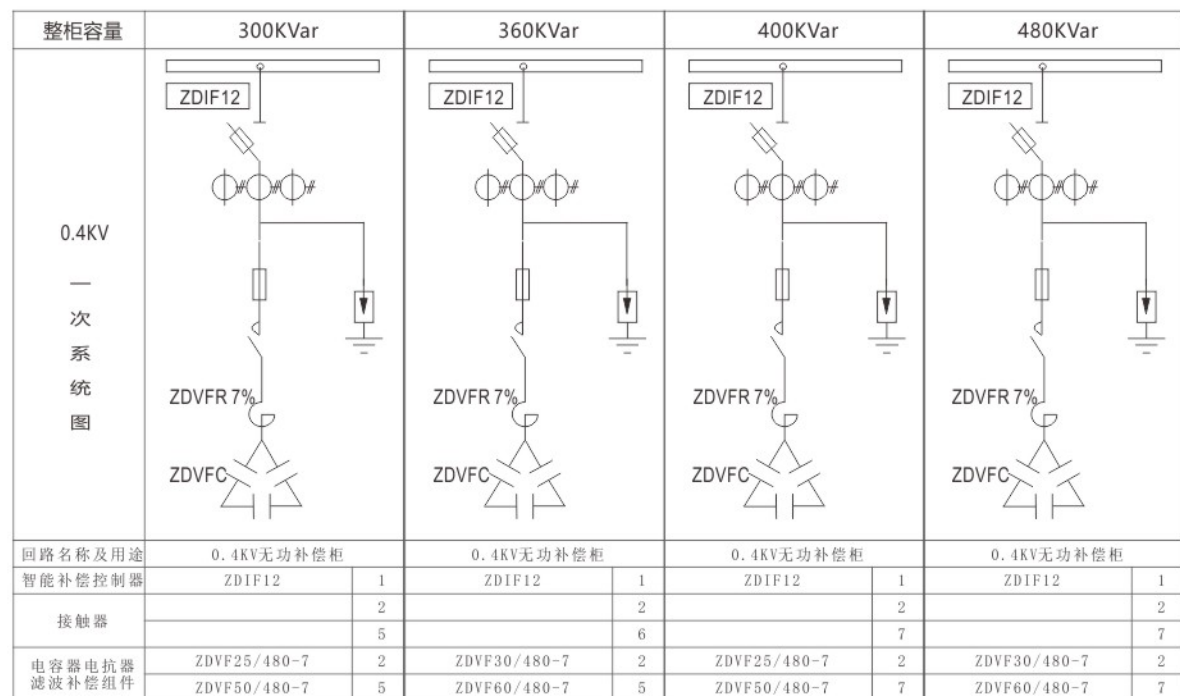 整柜容量 300KVar 360KVar 400KVar 480KVar
ZDIF12 ZDIF12 ZDIF12 ZDIF12
0.4KV
一
次
系
统
图
ZDVFR 7% ZDVFR 7% ZDVFR 7% ZDVFR 7%
ZDVFC ZDVFC ZDVFC ZDVFC
回路名称及用途 0.4KV无功补偿柜 0.4KV无功补偿柜 0.4KV无功补偿柜 0.4KV无功补偿柜
智能补偿控制器 ZDIF12 1 ZDIF12 1 ZDIF12 1 ZDIF12 1
接触器 2 2 2 2
5 6 7 7
电容器电抗器 ZDVF25/480-7 2 ZDVF30/480-7 2 ZDVF25/480-7 2 ZDVF30/480-7 2
滤波补偿组件 ZDVF50/480-7 5 ZDVF60/480-7 5 ZDVF50/480-7 7 ZDVF60/480-7 7